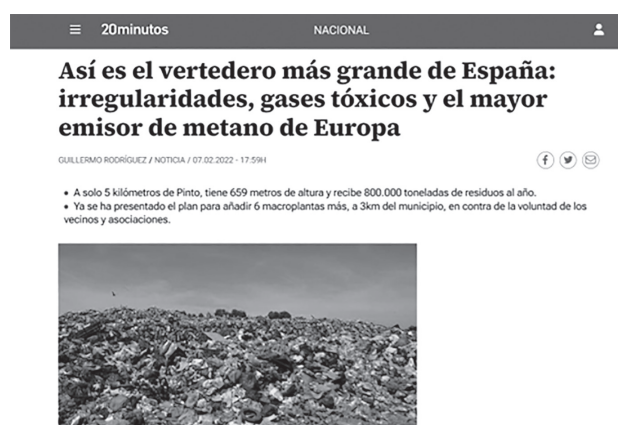 20minutos
NACIONAL
Así es el vertedero más grande de España:
irregularidades, gases tóxicos y el mayor
emisor de metano de Europa
GUILLERMO RODRÍGUEZ / NOTICIA / 07.02.2022 - 17:59H
• A solo 5 kilómetros de Pinto, tiene 659 metros de altura y recibe 800.000 toneladas de residuos al año.
• Ya se ha presentado el plan para añadir 6 macroplantas más, a 3km del municipio, en contra de la voluntad de los
vecinos y asociaciones.